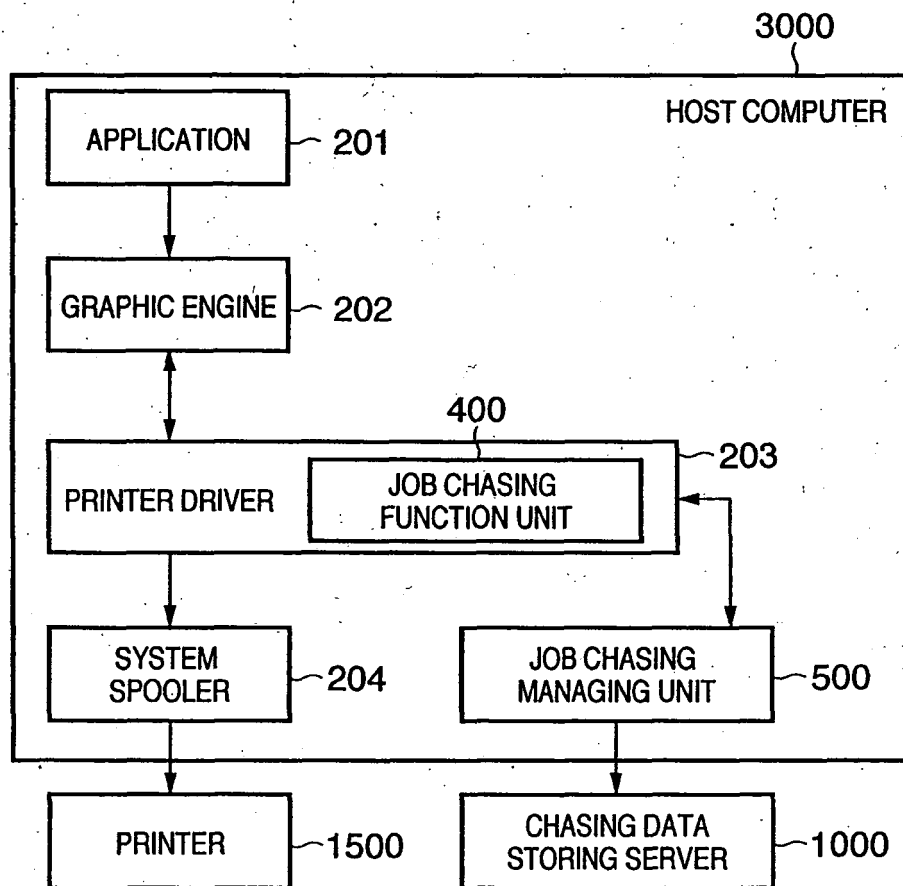 3000
HOST COMPUTER
APPLICATION
201
GRAPHIC ENGINE
202
400
203
PRINTER DRIVER
JOB CHASING
FUNCTION UNIT
SYSTEM
SPOOLER
204
JOB CHASING
MANAGING UNIT
500
PRINTER
1500
CHASING DATA
STORING SERVER
1000